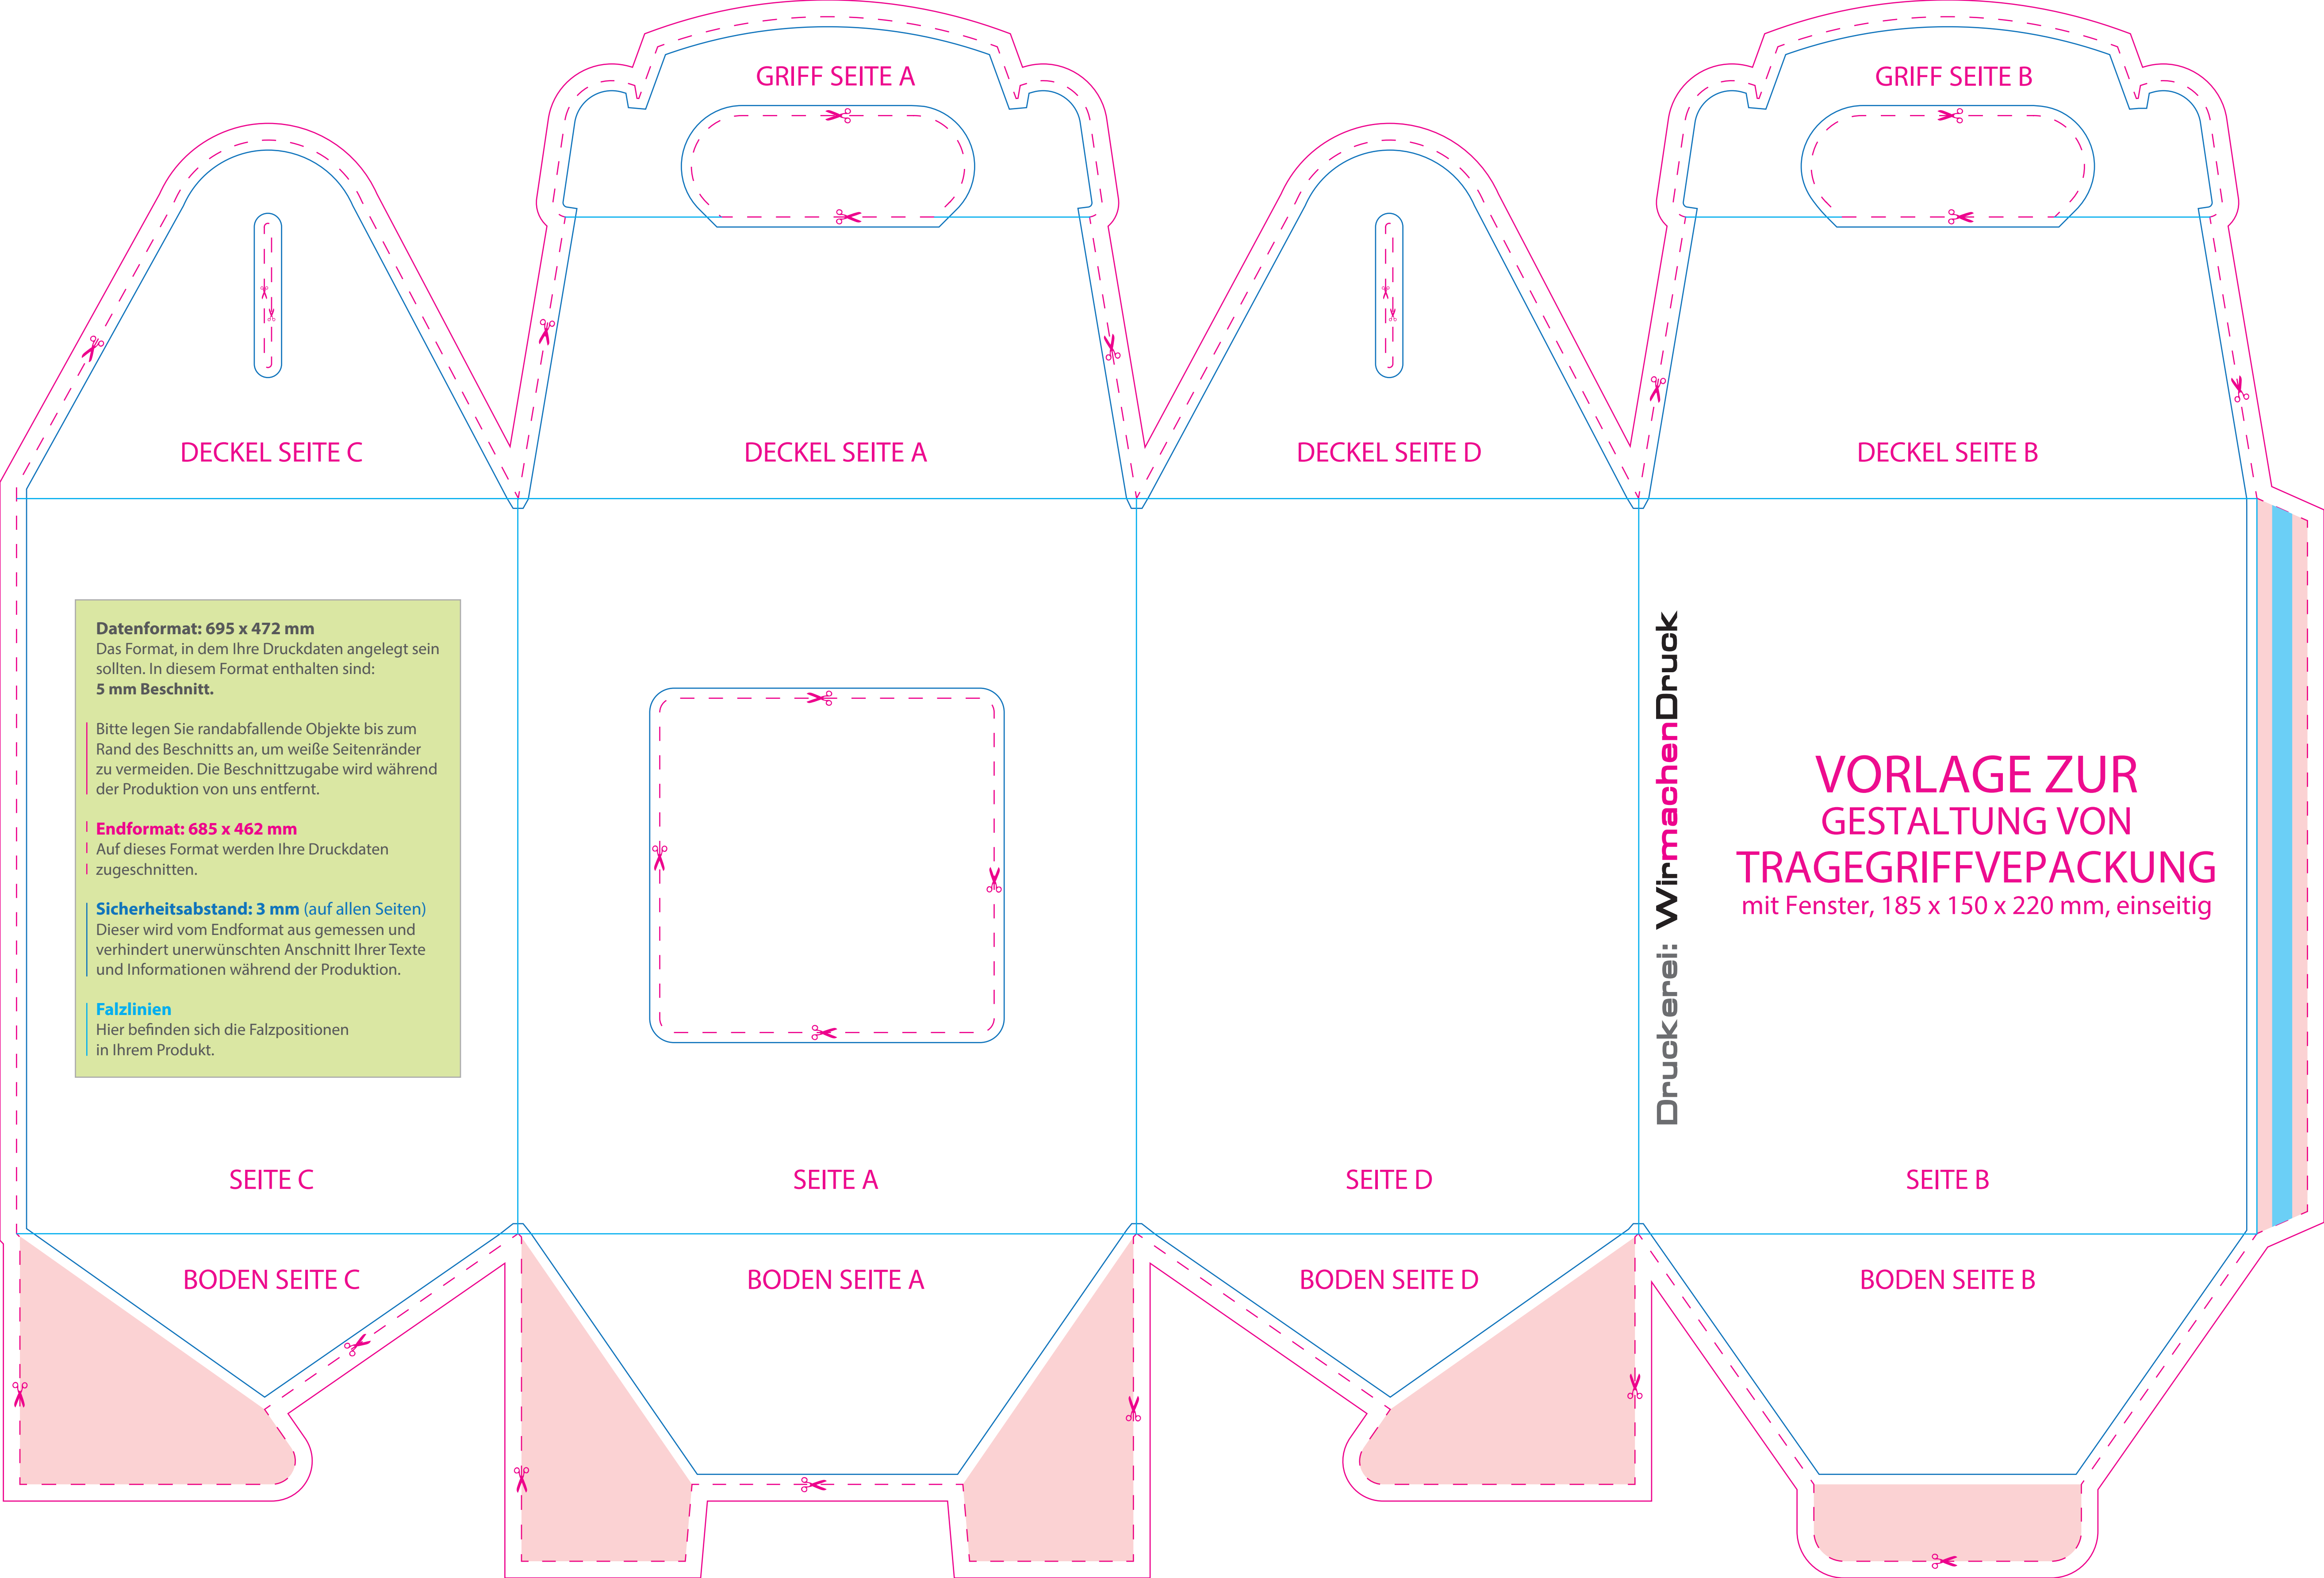 GRIFF SEITE A
GRIFF SEITE B
DECKEL SEITE C
DECKEL SEITE A
DECKEL SEITE D
DECKEL SEITE B
Datenformat: 695 x 472 mm
Das Format, in dem Ihre Druckdaten angelegt sein
sollten. In diesem Format enthalten sind:
5 mm Beschnitt.
Bitte legen Sie randabfallende Objekte bis zum
Rand des Beschnitts an, um weiße Seitenränder
zu vermeiden. Die Beschnittzugabe wird während
der Produktion von uns entfernt.
Endformat: 685 x 462 mm
Auf dieses Format werden Ihre Druckdaten
zugeschnitten.
Sicherheitsabstand: 3 mm (auf allen Seiten)
Dieser wird vom Endformat aus gemessen und
verhindert unerwünschten Anschnitt Ihrer Texte
und Informationen während der Produktion.
Falzlinien
Hier befinden sich die Falzpositionen
in Ihrem Produkt.
Druckerei: WirmachenDruck
VORLAGE ZUR
GESTALTUNG VON
TRAGEGRIFFVEPACKUNG
mit Fenster, 185 x 150 x 220 mm, einseitig
SEITE C
SEITE A
SEITE D
SEITE B
BODEN SEITE C
BODEN SEITE A
BODEN SEITE D
BODEN SEITE B